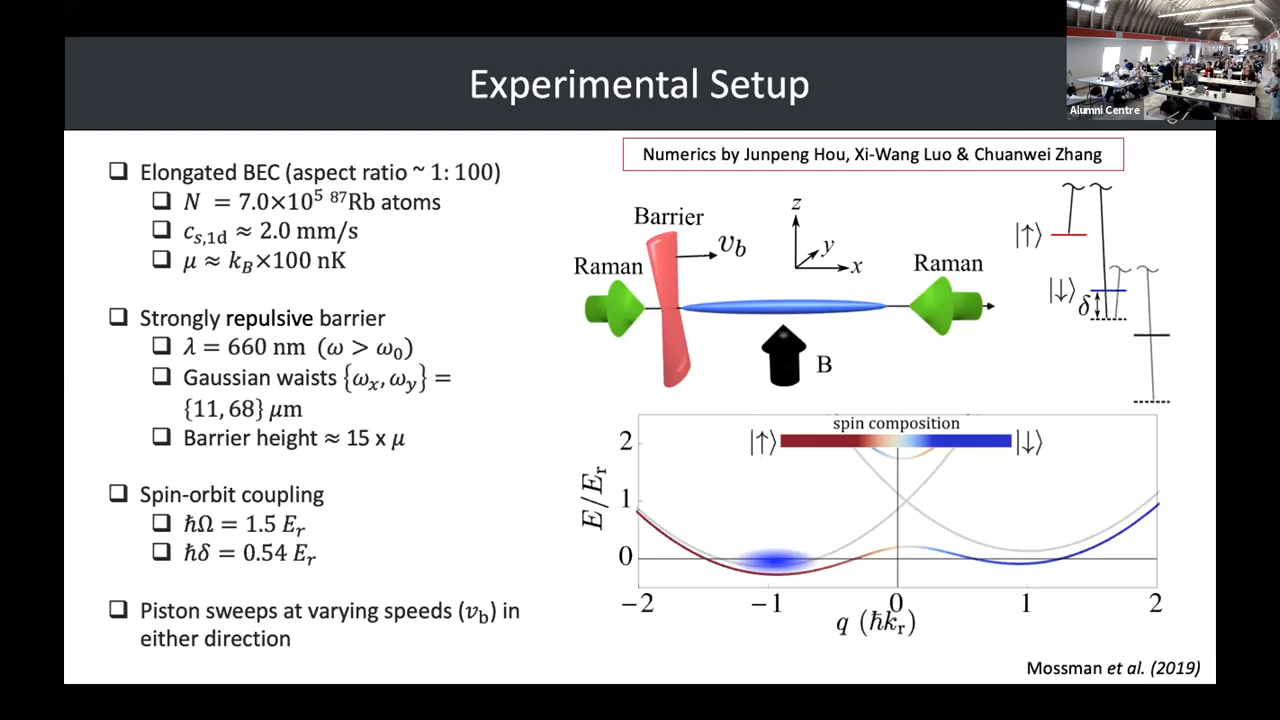 Experimental Setup
Alumni Centre
❑ Elongated BEC (aspect ratio ~ 1: 100)
❑ N = 7.0×10⁵ ⁸⁷Rb atoms
❑ c_{s,1d} ≈ 2.0 mm/s
❑ μ ≈ k_B×100 nK
❑ Strongly repulsive barrier
❑ λ = 660 nm (ω > ω₀)
❑ Gaussian waists {ω_x, ω_y} =
{11, 68} μm
❑ Barrier height ≈ 15 x μ
❑ Spin-orbit coupling
❑ ℏΩ = 1.5 E_r
❑ ℏδ = 0.54 E_r
❑ Piston sweeps at varying speeds (v_b) in
either direction
Numerics by Junpeng Hou, Xi-Wang Luo & Chuanwei Zhang
Barrier
v_b
Raman
z
y
x
Raman
B
|↑⟩
|↓⟩
δ
spin composition
|↑⟩
|↓⟩
E/E_r
2
1
0
−2
−1
0
1
2
q (ℏk_r)
Mossman et al. (2019)